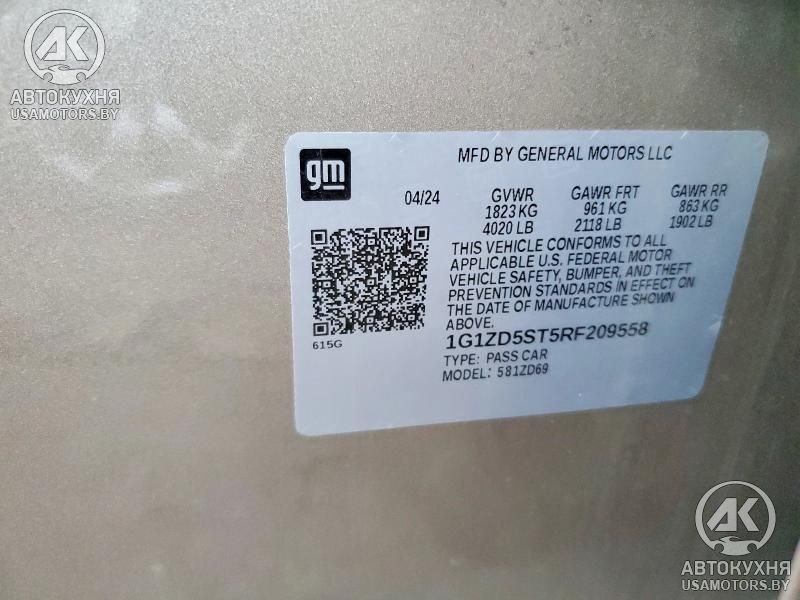 AK
АВТОКУХНЯ
USAMOTORS.BY
gm
MFD BY GENERAL MOTORS LLC
04/24 GVWR GAWR FRT GAWR RR
1823 KG 961 KG 863 KG
4020 LB 2118 LB 1902 LB
THIS VEHICLE CONFORMS TO ALL
APPLICABLE U.S. FEDERAL MOTOR
VEHICLE SAFETY, BUMPER, AND THEFT
PREVENTION STANDARDS IN EFFECT ON
THE DATE OF MANUFACTURE SHOWN
ABOVE.
615G
1G1ZD5ST5RF209558
TYPE: PASS CAR
MODEL: 581ZD69
AK
АВТОКУХНЯ
USAMOTORS.BY